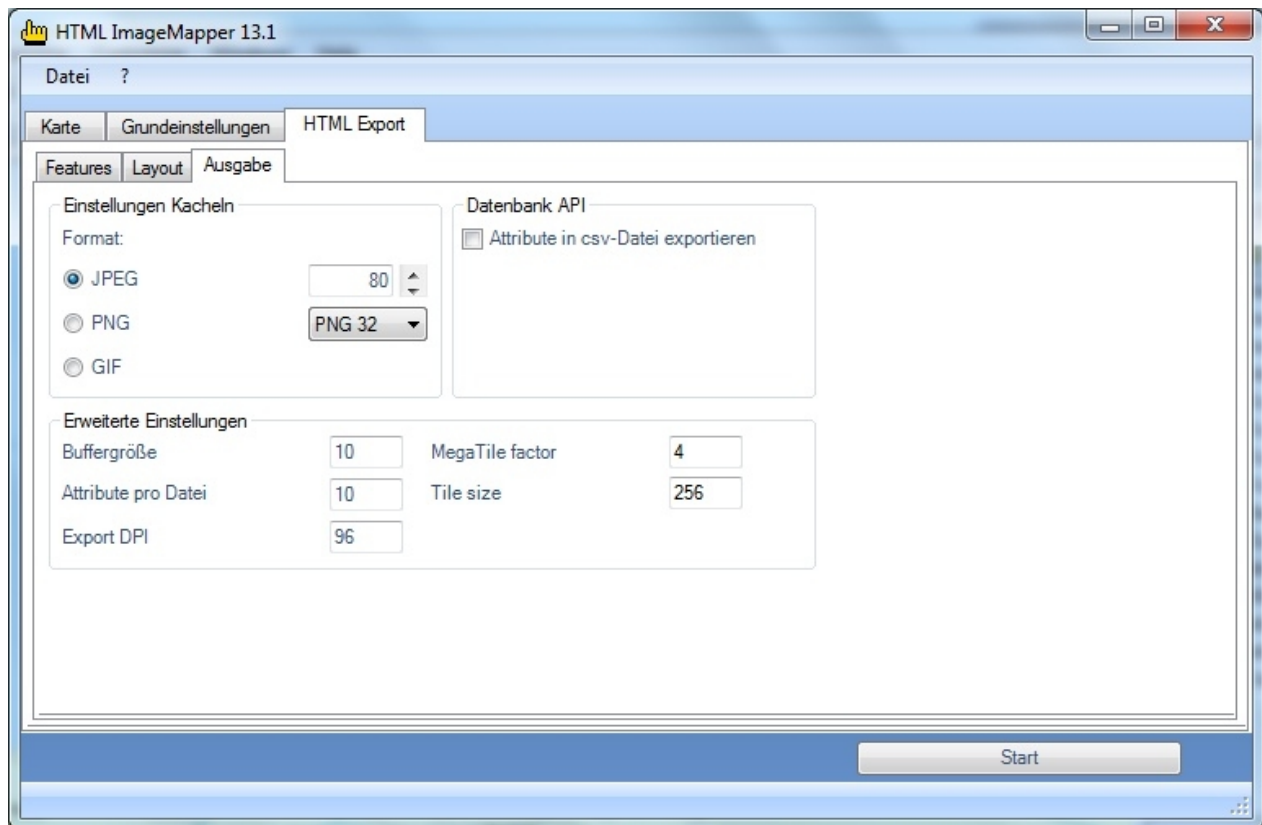 HTML ImageMapper 13.1
Datei ?
Karte Grundeinstellungen HTML Export
Features Layout Ausgabe
Einstellungen Kacheln
Format:
JPEG 80
PNG PNG 32
GIF
Datenbank API
Attribute in csv-Datei exportieren
Erweiterte Einstellungen
Buffergröße 10 MegaTile factor 4
Attribute pro Datei 10 Tile size 256
Export DPI 96
Start